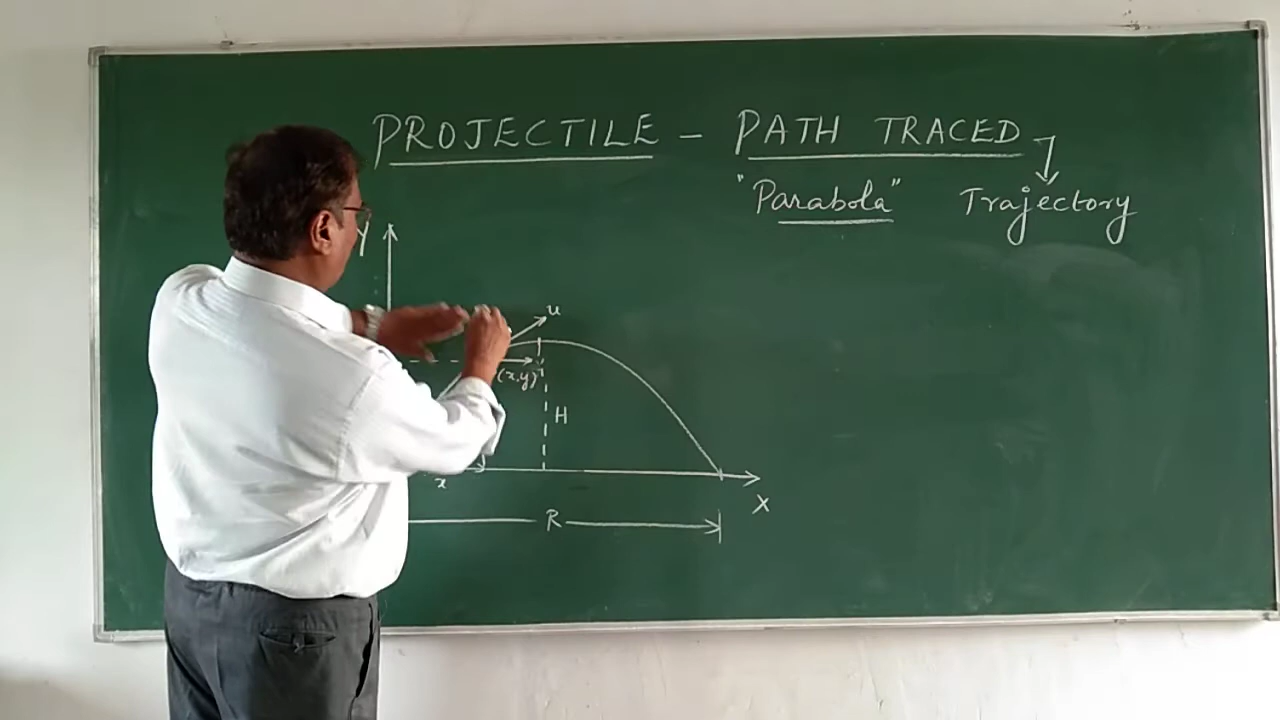 PROJECTILE – PATH TRACED
"Parabola" Trajectory
Y
u
(x,y)
H
x
X
R